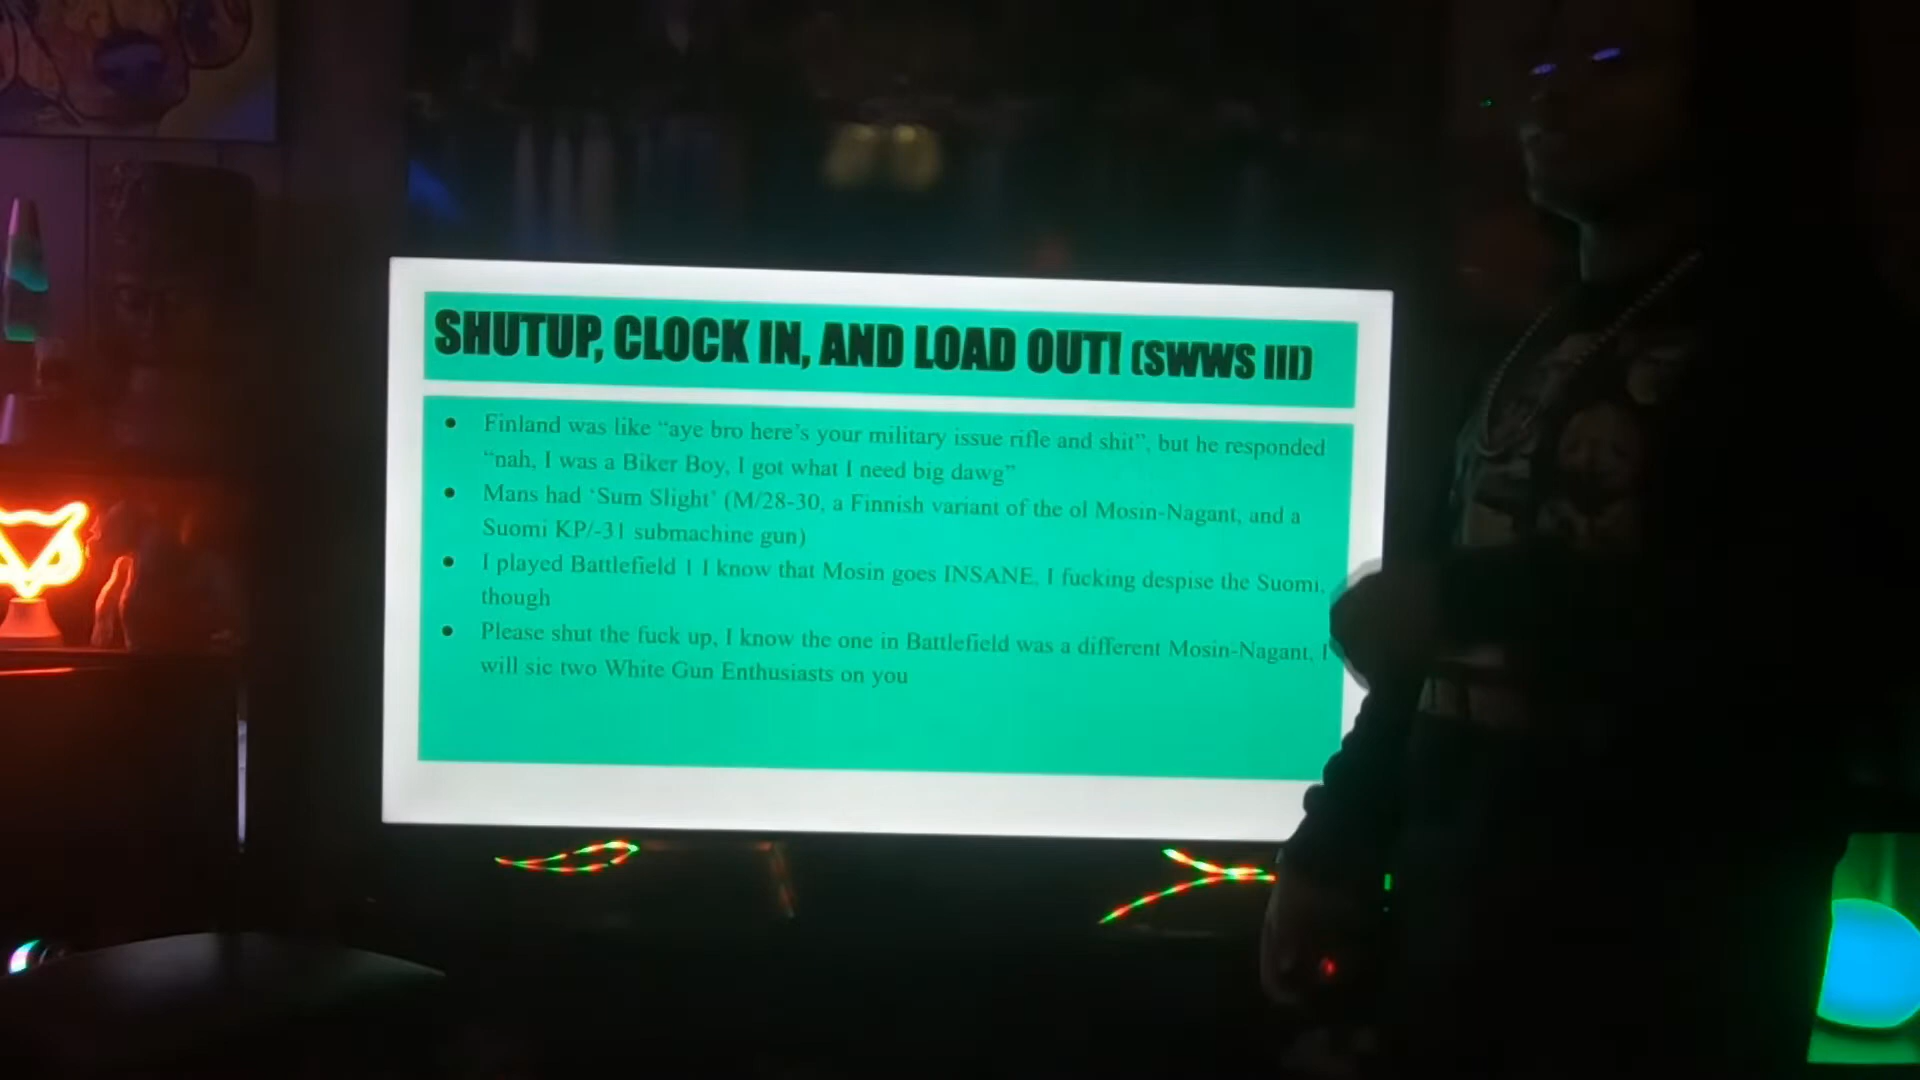 SHUTUP, CLOCK IN, AND LOAD OUT! (SWWS III)
• Finland was like “aye bro here’s your military issue rifle and shit”, but he responded
“nah, I was a Biker Boy, I got what I need big dawg”
• Mans had ‘Sum Slight’ (M/28-30, a Finnish variant of the ol Mosin-Nagant, and a
Suomi KP/-31 submachine gun)
• I played Battlefield 1 I know that Mosin goes INSANE, I fucking despise the Suomi,
though
• Please shut the fuck up, I know the one in Battlefield was a different Mosin-Nagant, I
will sic two White Gun Enthusiasts on you